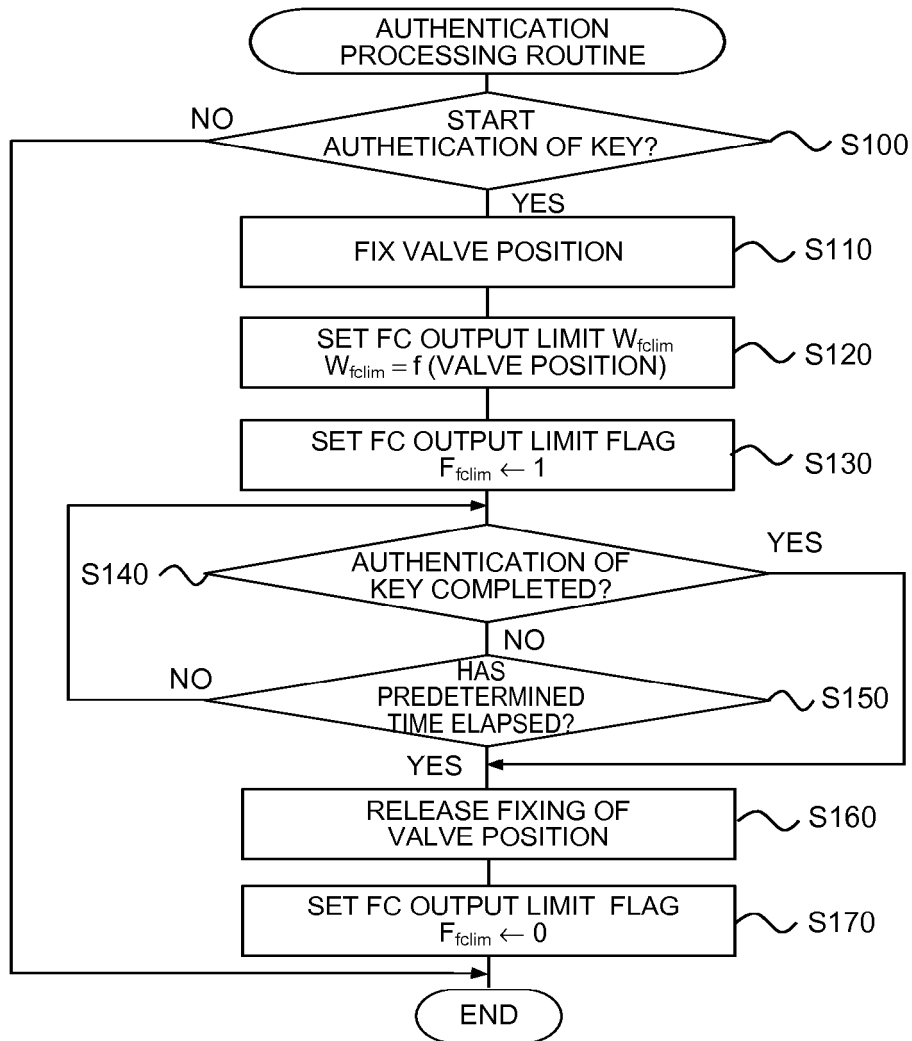 AUTHENTICATION
PROCESSING ROUTINE
NO
START
AUTHETICATION OF KEY?
S100
YES
FIX VALVE POSITION
S110
SET FC OUTPUT LIMIT Wfclim
Wfclim = f (VALVE POSITION)
S120
SET FC OUTPUT LIMIT FLAG
Ffclim ← 1
S130
YES
S140
AUTHENTICATION OF
KEY COMPLETED?
NO
NO
HAS
PREDETERMINED
TIME ELAPSED?
S150
YES
RELEASE FIXING OF
VALVE POSITION
S160
SET FC OUTPUT LIMIT FLAG
Ffclim ← 0
S170
END